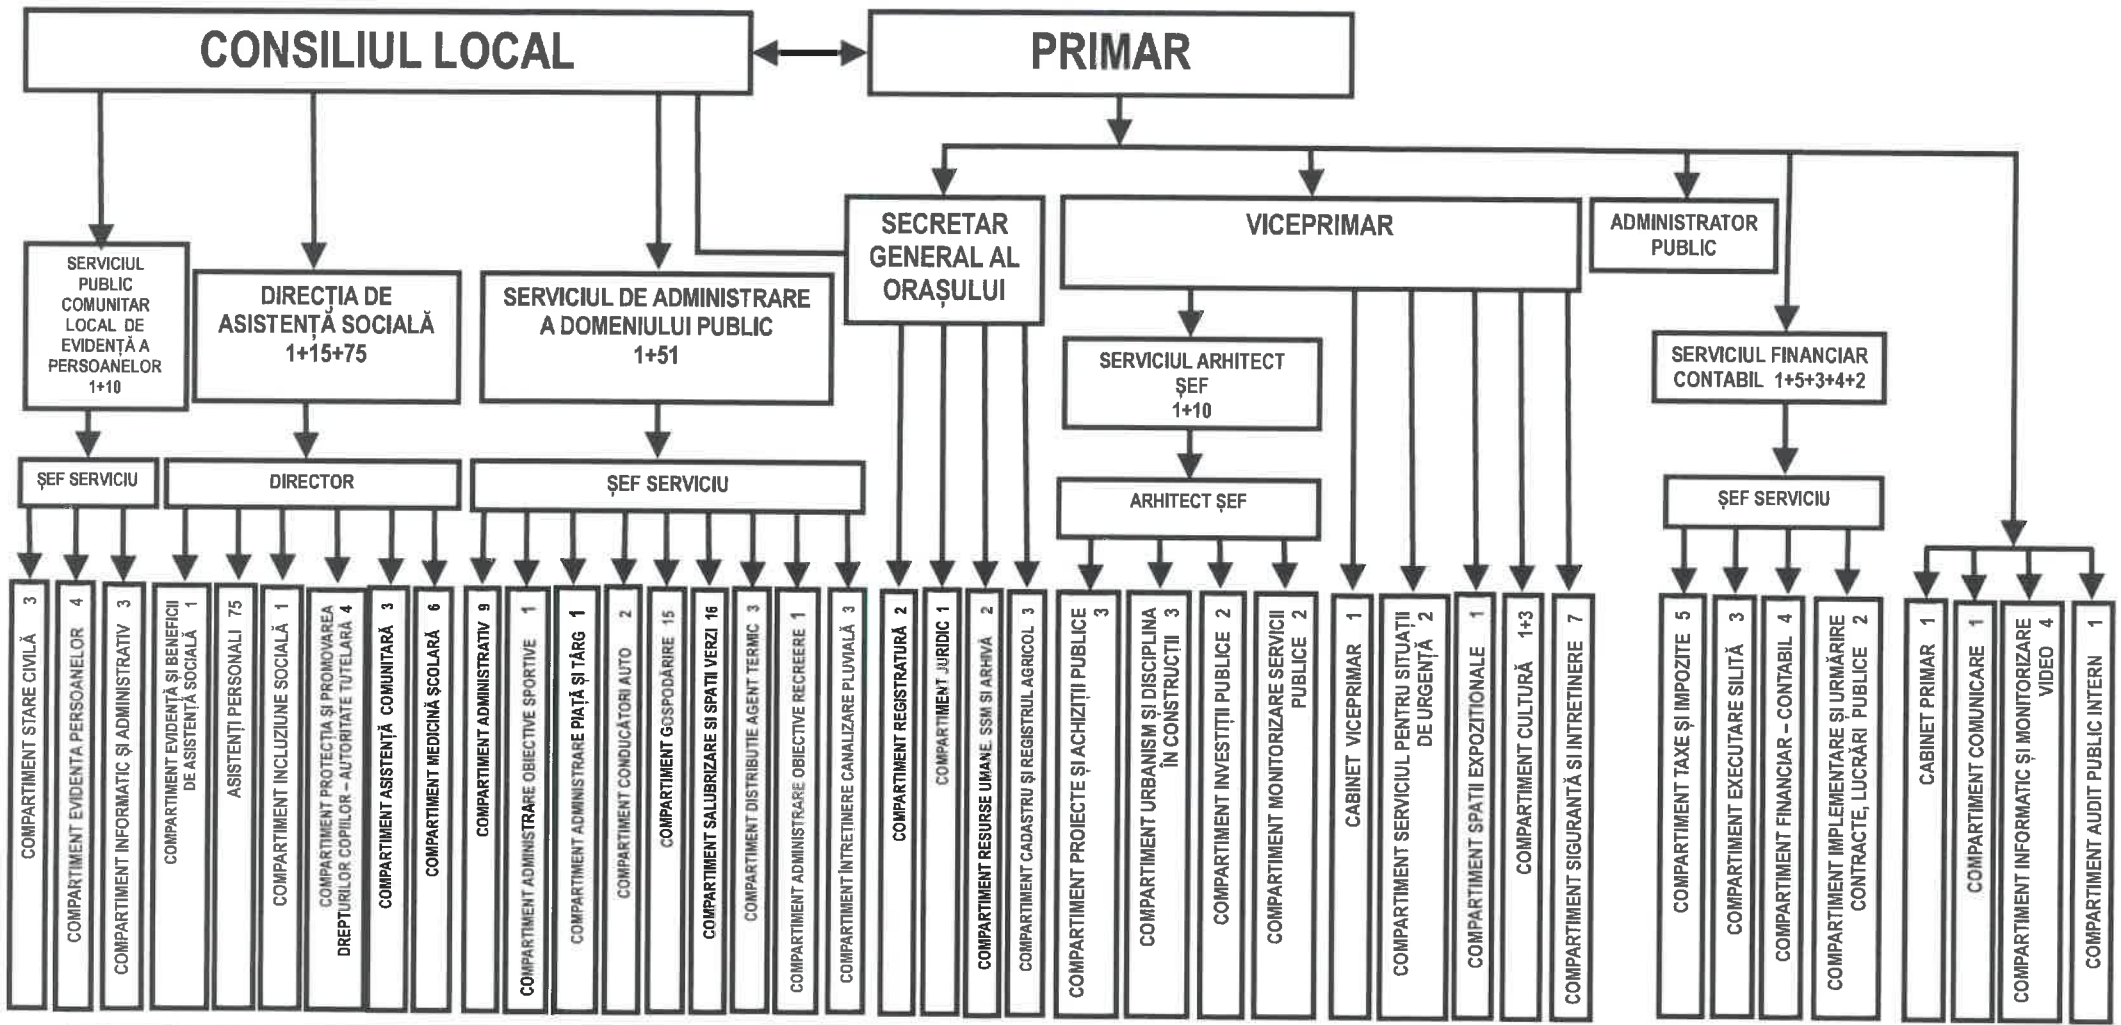 CONSILIUL LOCAL
PRIMAR
SECRETAR
GENERAL AL
ORAȘULUI
VICEPRIMAR
ADMINISTRATOR
PUBLIC
SERVICIUL
PUBLIC
COMUNITAR
LOCAL DE
EVIDENȚĂ A
PERSOANELOR
1+10
DIRECȚIA DE
ASISTENȚĂ SOCIALĂ
1+15+75
SERVICIUL DE ADMINISTRARE
A DOMENIULUI PUBLIC
1+51
SERVICIUL ARHITECT
ȘEF
1+10
SERVICIUL FINANCIAR
CONTABIL 1+5+3+4+2
ȘEF SERVICIU
DIRECTOR
ȘEF SERVICIU
ARHITECT ȘEF
ȘEF SERVICIU
COMPARTIMENT STARE CIVILĂ 3
COMPARTIMENT EVIDENTA PERSOANELOR 4
COMPARTIMENT INFORMATIC ȘI ADMINISTRATIV 3
COMPARTIMENT EVIDENȚĂ ȘI BENEFICII
DE ASISTENȚĂ SOCIALĂ 1
ASISTENȚI PERSONALI 75
COMPARTIMENT INCLUZIUNE SOCIALĂ 1
COMPARTIMENT PROTECTIA ȘI PROMOVAREA
DREPTURILOR COPIILOR – AUTORITATE TUTELARĂ 4
COMPARTIMENT ASISTENȚĂ COMUNITARĂ 3
COMPARTIMENT MEDICINĂ ȘCOLARĂ 6
COMPARTIMENT ADMINISTRATIV 9
COMPARTIMENT ADMINISTRARE OBIECTIVE SPORTIVE 1
COMPARTIMENT ADMINISTRARE PIAȚĂ ȘI TÂRG 1
COMPARTIMENT CONDUCĂTORI AUTO 2
COMPARTIMENT GOSPODĂRIRE 15
COMPARTIMENT SALUBRIZARE SI SPATII VERZI 16
COMPARTIMENT DISTRIBUTIE AGENT TERMIC 3
COMPARTIMENT ADMINISTRARE OBIECTIVE RECREERE 1
COMPARTIMENT ÎNTREȚINERE CANALIZARE PLUVIALĂ 3
COMPARTIMENT REGISTRATURĂ 2
COMPARTIMENT JURIDIC 1
COMPARTIMENT RESURSE UMANE. SSM SI ARHIVĂ 2
COMPARTIMENT CADASTRU ȘI REGISTRUL AGRICOL 3
COMPARTIMENT PROIECTE ȘI ACHIZIȚII PUBLICE 3
COMPARTIMENT URBANISM ȘI DISCIPLINA
ÎN CONSTRUCȚII 3
COMPARTIMENT INVESTIȚII PUBLICE 2
COMPARTIMENT MONITORIZARE SERVICII
PUBLICE 2
CABINET VICEPRIMAR 1
COMPARTIMENT SERVICIUL PENTRU SITUAȚII
DE URGENȚĂ 2
COMPARTIMENT SPATII EXPOZITIONALE 1
COMPARTIMENT CULTURĂ 1+3
COMPARTIMENT SIGURANTĂ SI INTRETINERE 7
COMPARTIMENT TAXE ȘI IMPOZITE 5
COMPARTIMENT EXECUTARE SILITĂ 3
COMPARTIMENT FINANCIAR – CONTABIL 4
COMPARTIMENT IMPLEMENTARE ȘI URMĂRIRE
CONTRACTE, LUCRĂRI PUBLICE 2
CABINET PRIMAR 1
COMPARTIMENT COMUNICARE 1
COMPARTIMENT INFORMATIC ȘI MONITORIZARE
VIDEO 4
COMPARTIMENT AUDIT PUBLIC INTERN 1